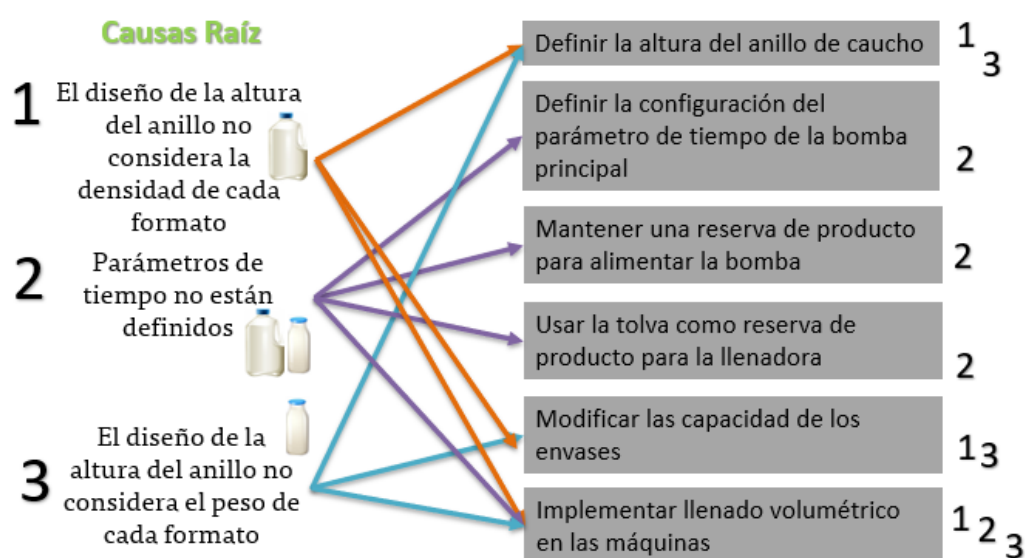 Causas Raíz
1
El diseño de la altura
del anillo no
considera la
densidad de cada
formato
2
Parámetros de
tiempo no están
definidos
3
El diseño de la
altura del anillo no
considera el peso de
cada formato
Definir la altura del anillo de caucho
1
3
Definir la configuración del
parámetro de tiempo de la bomba
principal
2
Mantener una reserva de producto
para alimentar la bomba
2
Usar la tolva como reserva de
producto para la llenadora
2
Modificar las capacidad de los
envases
1
3
Implementar llenado volumétrico
en las máquinas
1
2
3